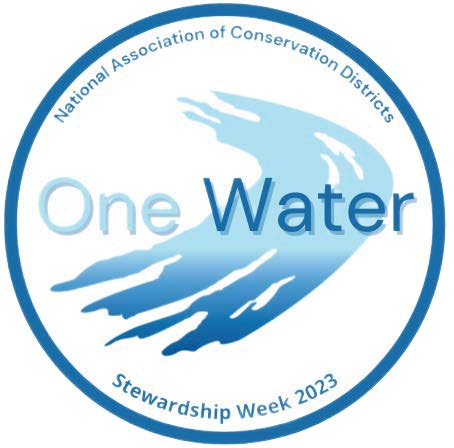 National Association of Conservation Districts
One Water
Stewardship Week 2023